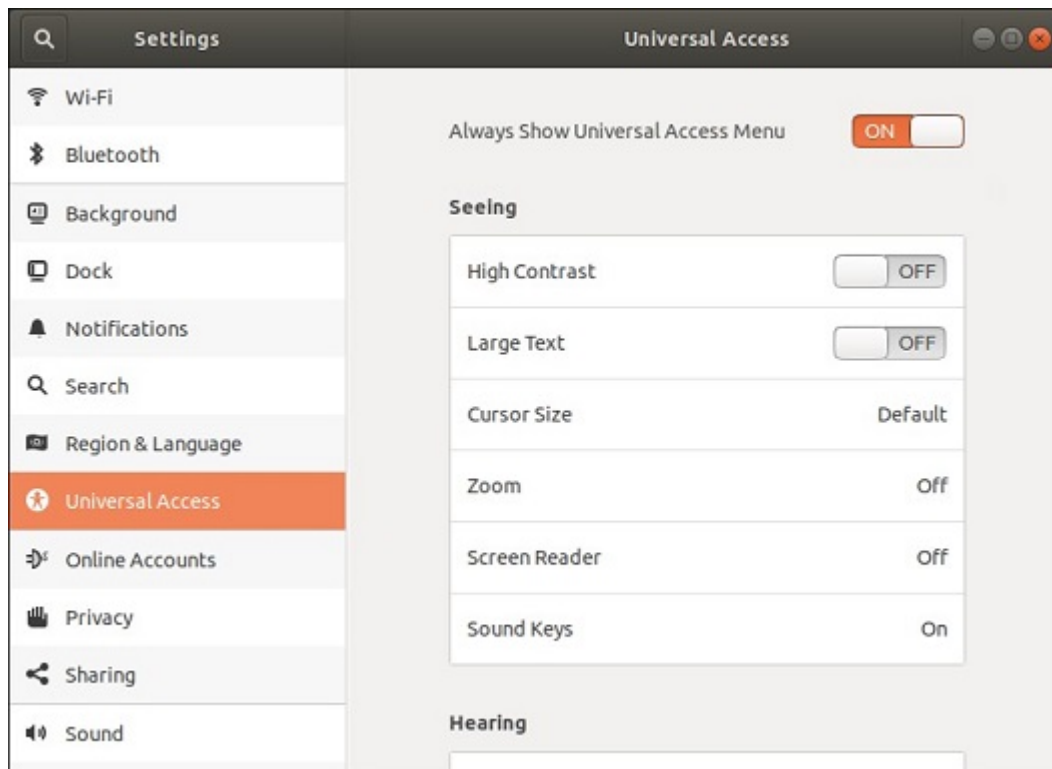 Settings
Universal Access
Wi-Fi
Bluetooth
Background
Dock
Notifications
Search
Region & Language
Universal Access
Online Accounts
Privacy
Sharing
Sound
Always Show Universal Access Menu ON
Seeing
High Contrast OFF
Large Text OFF
Cursor Size Default
Zoom Off
Screen Reader Off
Sound Keys On
Hearing